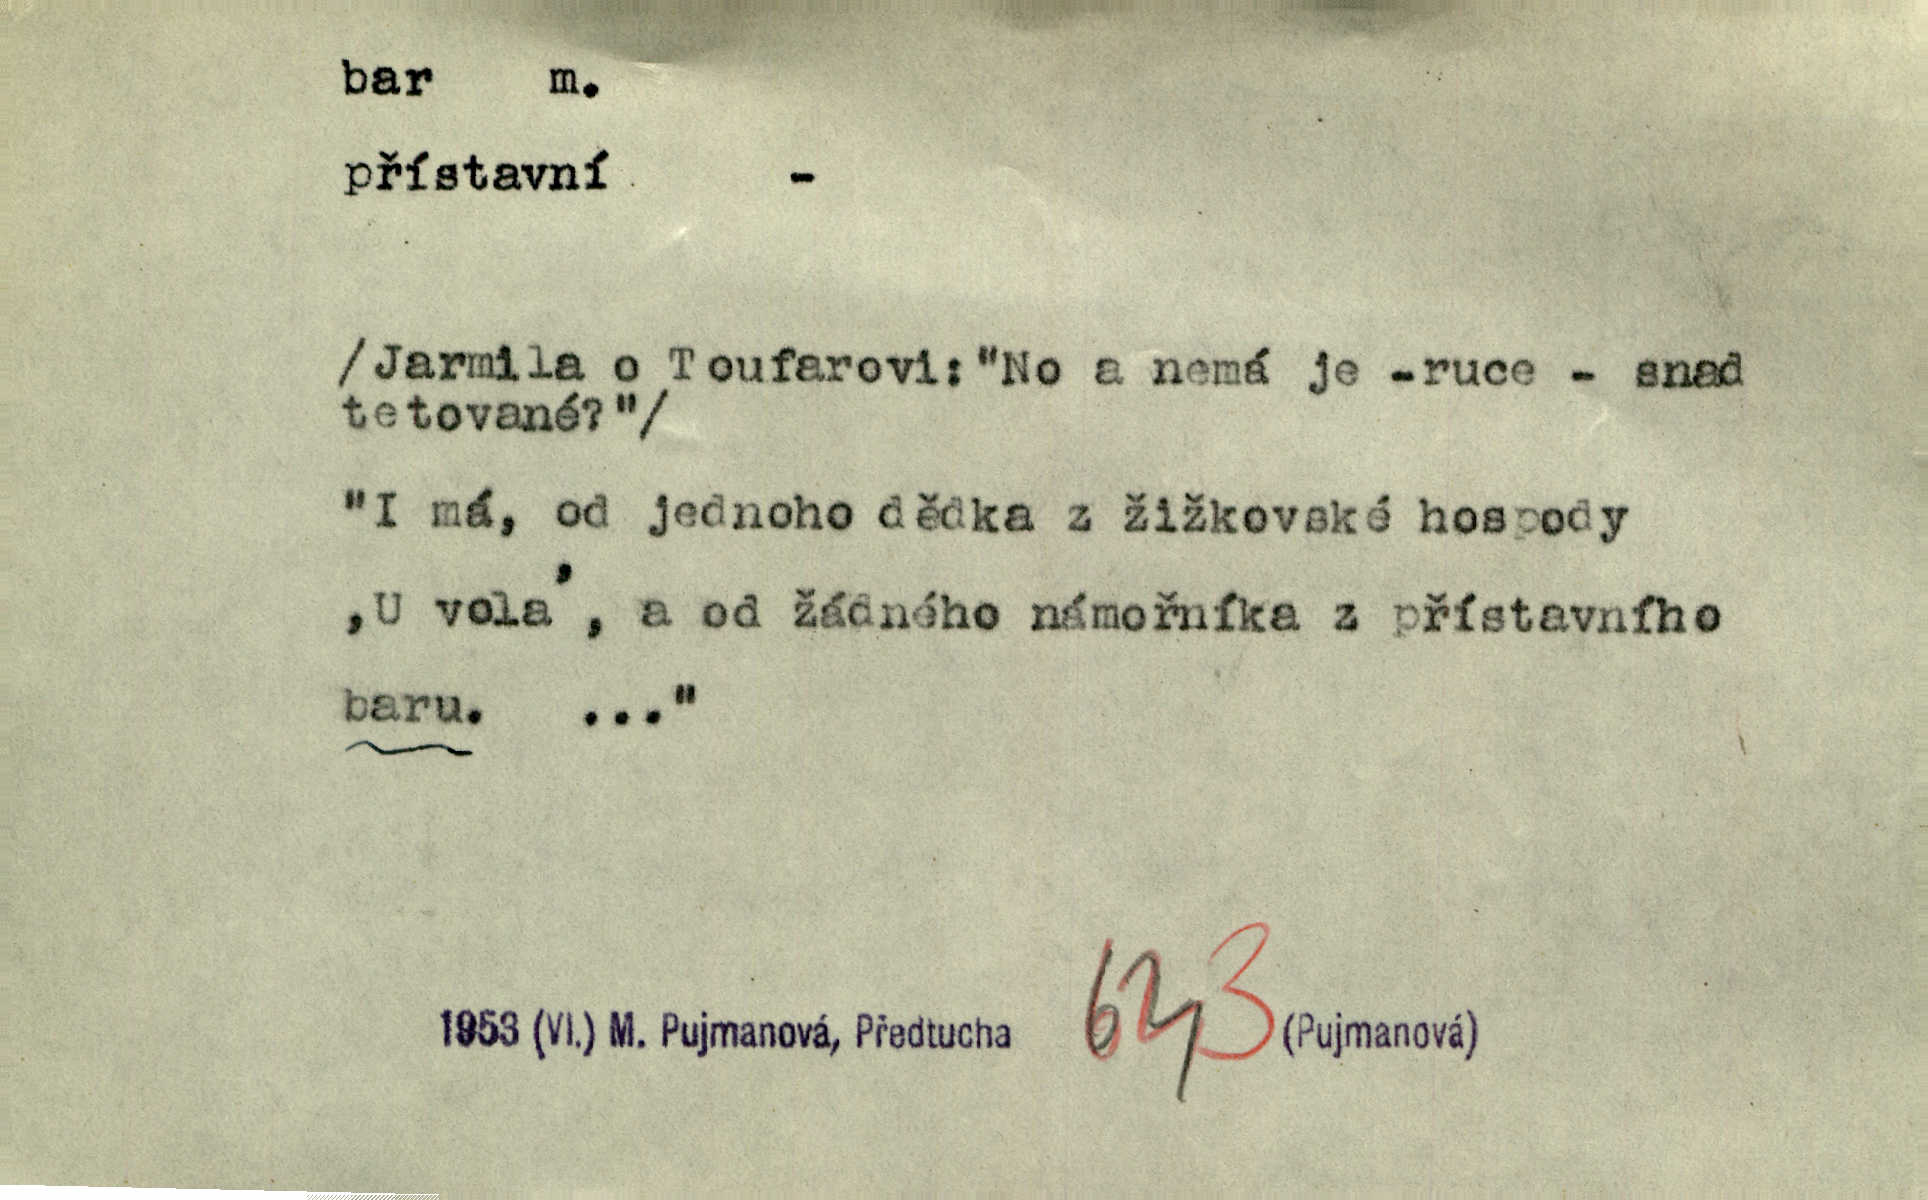 bar m.
přístavní -
/Jarmila o Toufarovi:"No a nemá je -ruce - snad
tetované?"/
"I má, od jednoho dědka z žižkovské hospody
‚U vola’, a od žádného námořníka z přístavního
baru. ..."
1953 (VI.) M. Pujmanová, Předtucha (Pujmanová)